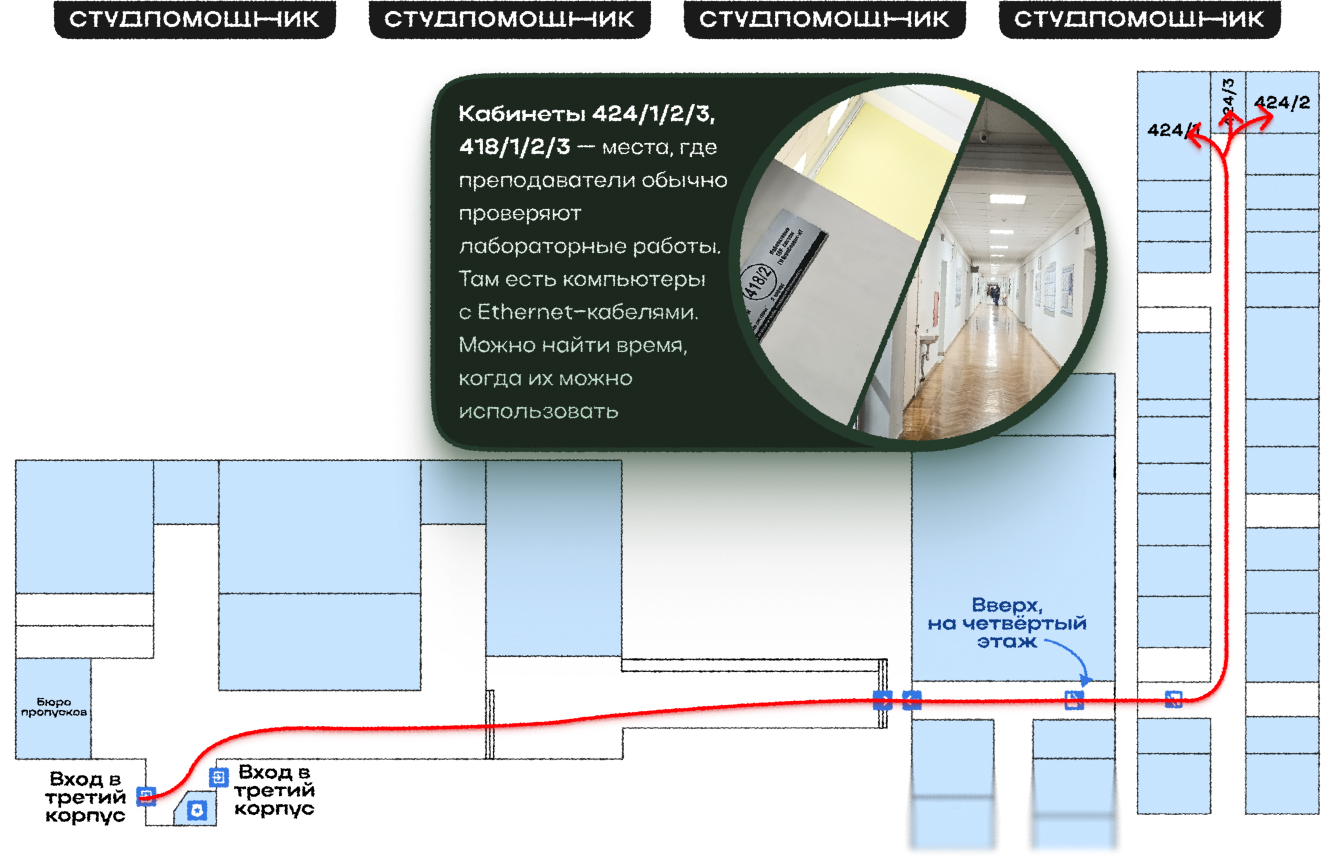 СТУДПОМОЩНИК СТУДПОМОЩНИК СТУДПОМОЩНИК СТУДПОМОЩНИК
Кабинеты 424/1/2/3,
418/1/2/3 — места, где
преподаватели обычно
проверяют
лабораторные работы.
Там есть компьютеры
с Ethernet-кабелями.
Можно найти время,
когда их можно
использовать
418/2
424/1
424/3
424/2
Вверх,
на четвёртый
этаж
Бюро
пропусков
Вход в
третий
корпус
Вход в
третий
корпус